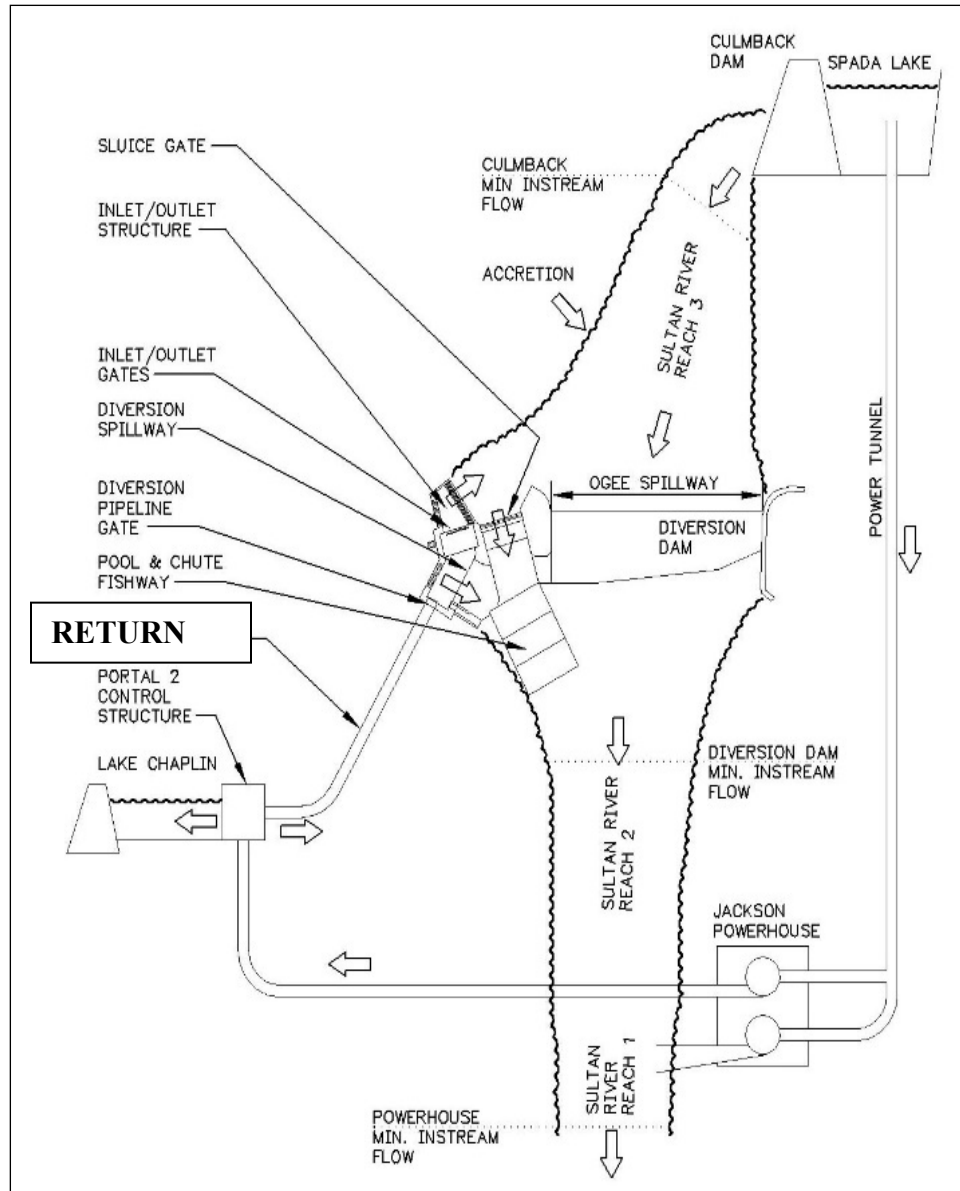 CULMBACK
DAM
SPADA LAKE
SLUICE GATE
CULMBACK
MIN INSTREAM
FLOW
INLET/OUTLET
STRUCTURE
ACCRETION
SULTAN RIVER
REACH 3
INLET/OUTLET
GATES
DIVERSION
SPILLWAY
DIVERSION
PIPELINE
GATE
POOL & CHUTE
FISHWAY
OGEE SPILLWAY
DIVERSION
DAM
POWER TUNNEL
RETURN
PORTAL 2
CONTROL
STRUCTURE
LAKE CHAPLIN
DIVERSION DAM
MIN. INSTREAM
FLOW
SULTAN RIVER
REACH 2
JACKSON
POWERHOUSE
SULTAN
RIVER
REACH 1
POWERHOUSE
MIN. INSTREAM
FLOW